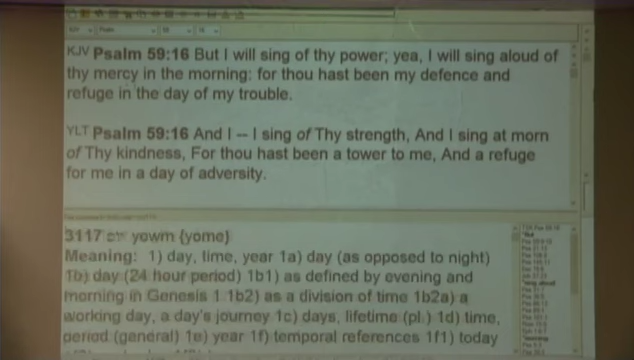 KJV Psalm 59:16 But I will sing of thy power; yea, I will sing aloud of
thy mercy in the morning: for thou hast been my defence and
refuge in the day of my trouble.
YLT Psalm 59:16 And I -- I sing of Thy strength, And I sing at morn
of Thy kindness, For thou hast been a tower to me, And a refuge
for me in a day of adversity.
3117 yowm {yome}
Meaning: 1) day, time, year 1a) day (as opposed to night)
1b) day (24 hour period) 1b1) as defined by evening and
morning in Genesis 1 1b2) as a division of time 1b2a) a
working day, a day's journey 1c) days, lifetime (pl.) 1d) time,
period (general) 1e) year 1f) temporal references 1f1) today